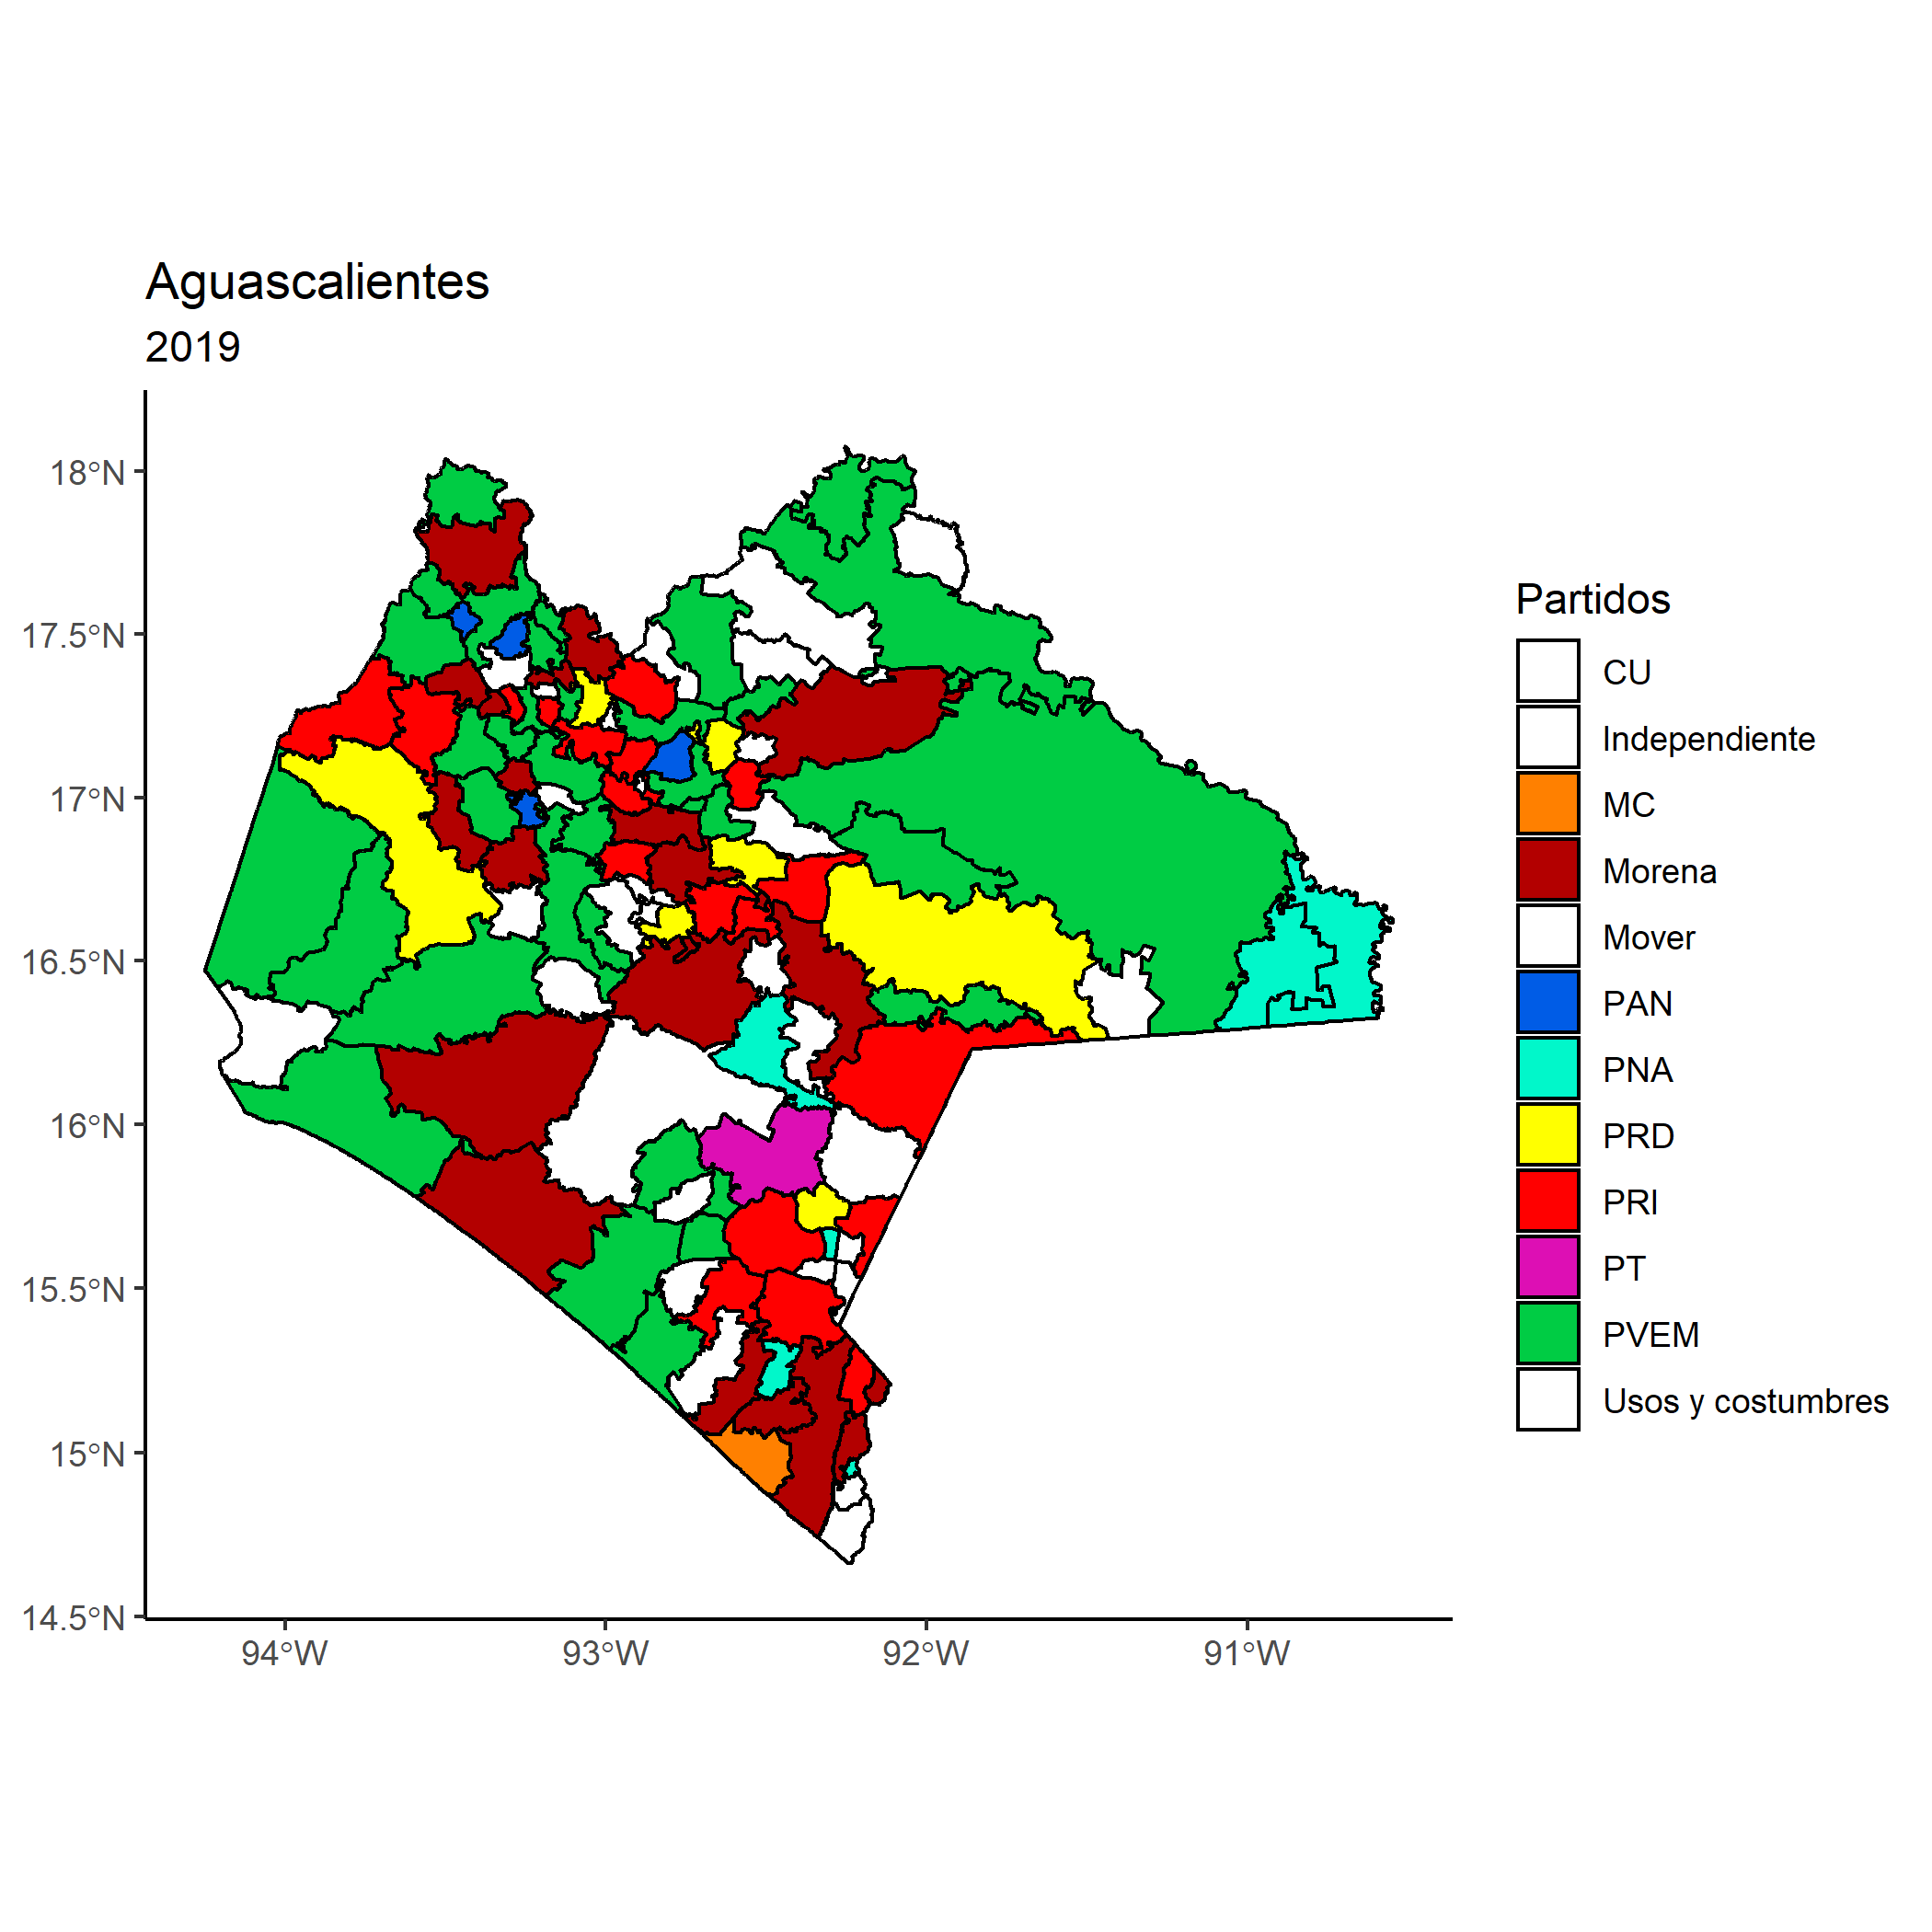 Aguascalientes
2019
18°N
17.5°N
17°N
16.5°N
16°N
15.5°N
15°N
14.5°N
94°W
93°W
92°W
91°W
Partidos
CU
Independiente
MC
Morena
Mover
PAN
PNA
PRD
PRI
PT
PVEM
Usos y costumbres